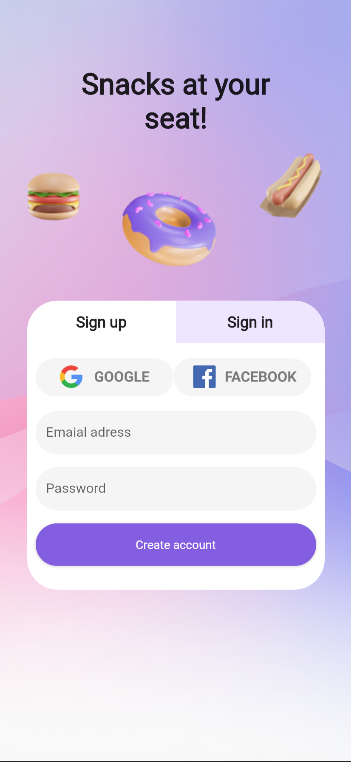 Snacks at your
seat!
Sign up
Sign in
GOOGLE
FACEBOOK
Emaial adress
Password
Create account